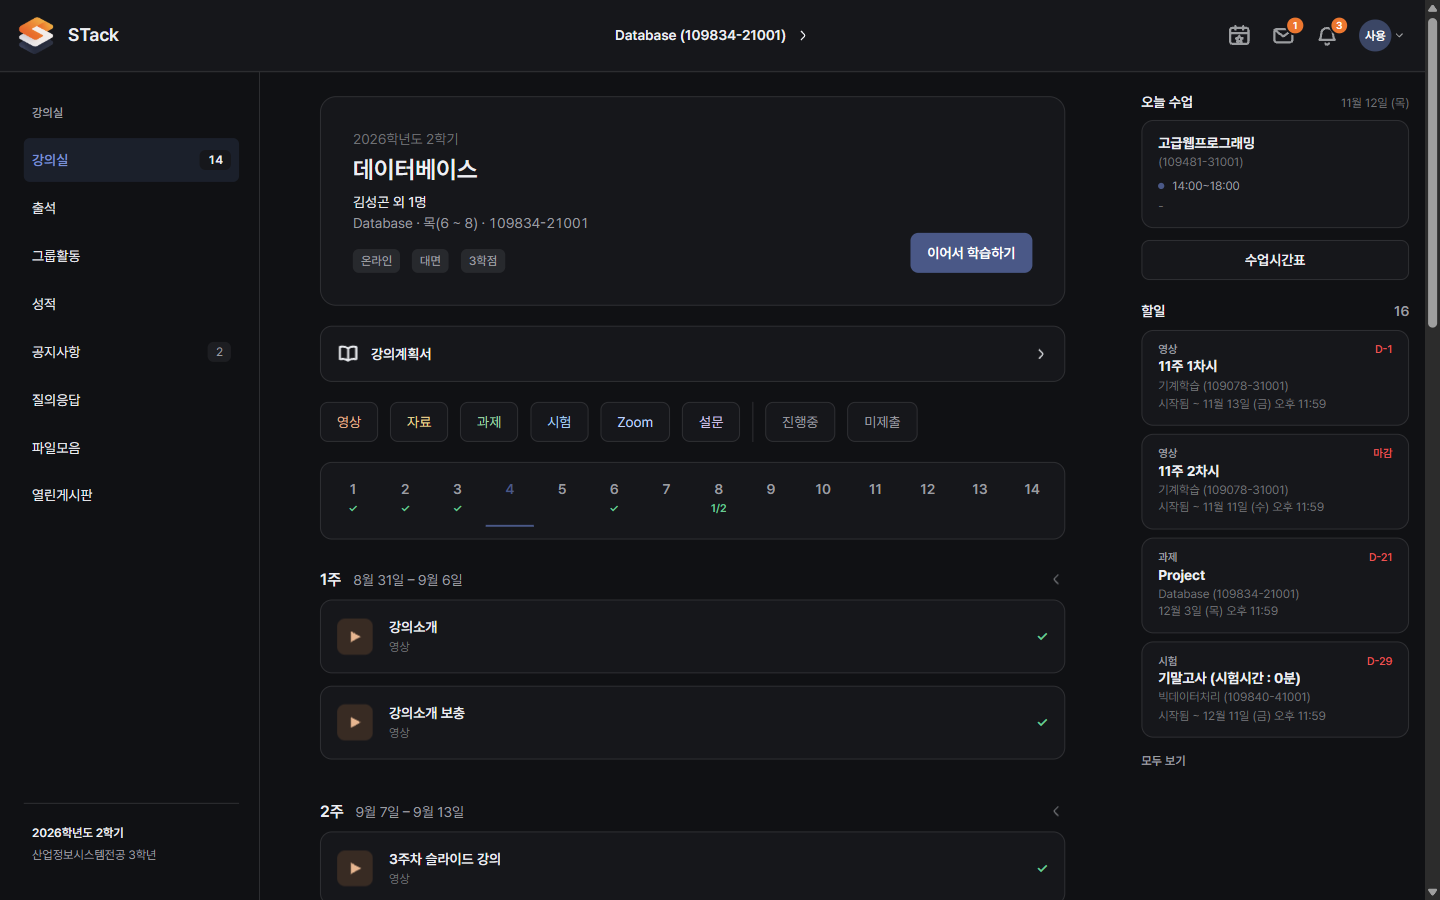 STack
Database (109834-21001)
1
3
사용
강의실
강의실
14
출석
그룹활동
성적
공지사항
2
질의응답
파일모음
열린게시판
2026학년도 2학기
산업정보시스템전공 3학년
2026학년도 2학기
데이터베이스
김성곤 외 1명
Database · 목(6 ~ 8) · 109834-21001
온라인
대면
3학점
이어서 학습하기
강의계획서
영상
자료
과제
시험
Zoom
설문
진행중
미제출
1 2 3 4 5 6 7 8 9 10 11 12 13 14
1/2
1주 8월 31일 – 9월 6일
강의소개
영상
강의소개 보충
영상
2주 9월 7일 – 9월 13일
3주차 슬라이드 강의
영상
오늘 수업
11월 12일 (목)
고급웹프로그래밍
(109481-31001)
14:00~18:00
-
수업시간표
할일
16
영상
D-1
11주 1차시
기계학습 (109078-31001)
시작됨 ~ 11월 13일 (금) 오후 11:59
영상
마감
11주 2차시
기계학습 (109078-31001)
시작됨 ~ 11월 11일 (수) 오후 11:59
과제
D-21
Project
Database (109834-21001)
12월 3일 (목) 오후 11:59
시험
D-29
기말고사 (시험시간 : 0분)
빅데이터처리 (109840-41001)
시작됨 ~ 12월 11일 (금) 오후 11:59
모두 보기